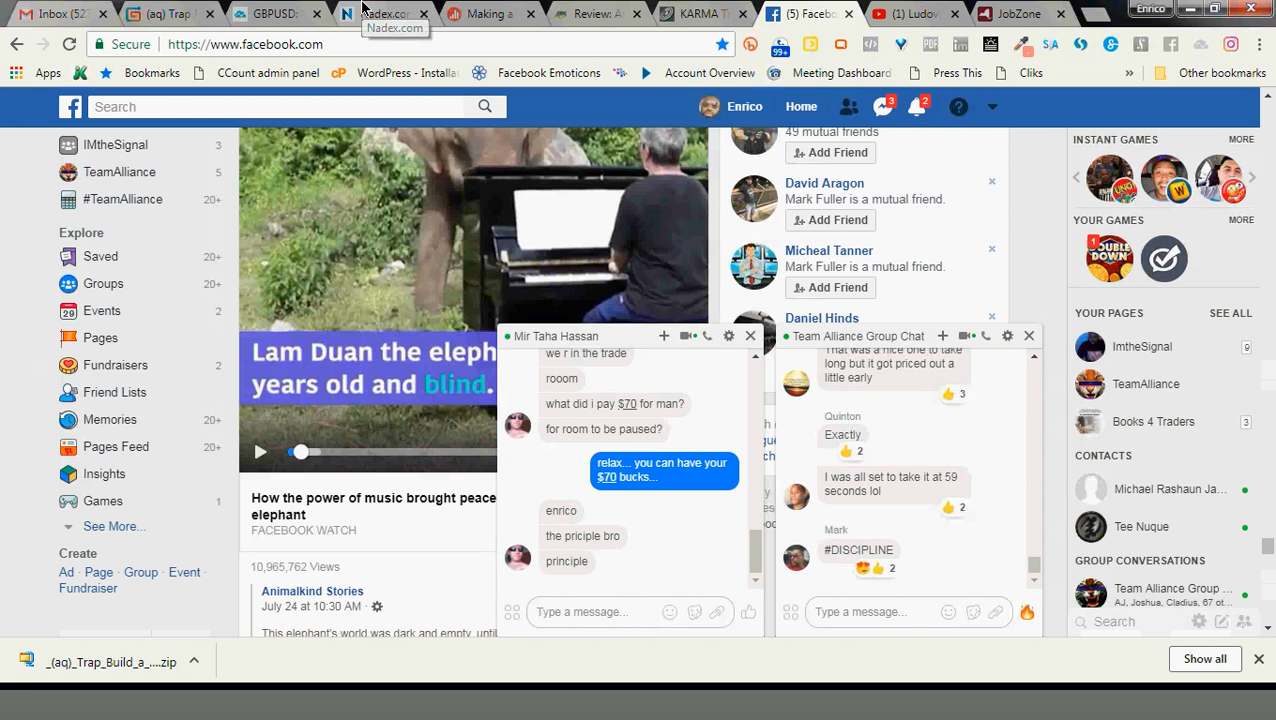 Inbox (527
(aq) Trap
GBPUSD:
Nadex.com
Making a
Review: A
KARMA T
(5) Facebo
(1) Ludov
JobZone
Enrico
Nadex.com
Secure
https://www.facebook.com
99+
Apps
Bookmarks
CCount admin panel
WordPress - Installa
Facebook Emoticons
Account Overview
Meeting Dashboard
Press This
Cliks
»
Other bookmarks
Search
Enrico
Home
3
2
IMtheSignal 3
TeamAlliance 5
#TeamAlliance 20+
Explore
Saved 20+
Groups 20+
Events
Pages 20+
Fundraisers 2
Friend Lists
Memories 20+
Pages Feed 20+
Insights
Games 1
See More...
Create
Ad · Page · Group · Event ·
Fundraiser
Lam Duan the eleph
years old and blind.
How the power of music brought peace
elephant
FACEBOOK WATCH
10,965,762 Views
Animalkind Stories
July 24 at 10:30 AM ·
This elephant's world was dark and empty, until
49 mutual friends
Add Friend
David Aragon
Mark Fuller is a mutual friend.
Add Friend
Micheal Tanner
Mark Fuller is a mutual friend.
Add Friend
Daniel Hinds
Mir Taha Hassan
we r in the trade
rooom
what did i pay $70 for man?
for room to be paused?
relax... you can have your
$70 bucks...
enrico
the priciple bro
principle
Type a message...
Team Alliance Group Chat
That was a nice one to take
long but it got priced out a
little early
3
Quinton
Exactly
2
I was all set to take it at 59
seconds lol
2
Mark
#DISCIPLINE
2
Type a message...
INSTANT GAMES MORE
UNO
W
YOUR GAMES MORE
1
DOUBLE
DOWN
YOUR PAGES SEE MORE
ImtheSignal 9
TeamAlliance
Books 4 Traders 3
CONTACTS
Michael Rashaun Ja...
Tee Nuque
GROUP CONVERSATIONS
Team Alliance Group ...
AJ, Joshua, Cladius, 67 ot...
Search
_(aq)_Trap_Build_a_....zip
Show all